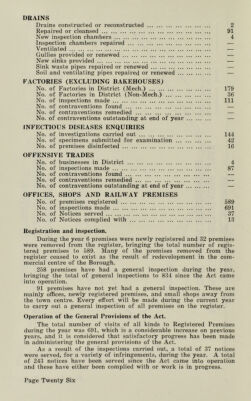 DRAINS
Drains constructed or reconstructed ... ... ... ... ... ... 2
Repaired or cleansed ... ... ... ... ... ... ... ... 91
New inspection chambers ... ... ... ... ... ... ... 4
Inspection chambers repaired ... ... ... ... ... ... —
Ventilated ... ... ... ... ... ... ... ... ... —
Gullies provided or renewed ... ... ... ... ... ... —
New sinks provided ... ... ... ... ... ... ... —
Sink waste pipes repaired or renewed ... ... ... ... —
Soil and ventilating pipes repaired or renewed ... ... ... —
FACTORIES (EXCLUDING BAKEHOUSES)
No. of Factories in District (Mech.) ... ... ... ... ... 179
No. of Factories in District (Non-Mech.) ... ... ... ... 36
No. of inspections made ... ... ... ... ... ... ... 111
No. of contraventions found ... ... ... ... ... ... —
No. of contraventions remedied ... ... ... ... ... ... —
No. of contraventions outstanding at end of year ... ... ... —
INFECTIOUS DISEASES ENQUIRIES
No. of investigations carried out ... ... ... ... ... ... 144
No. of specimens submitted for examination ... ... ... 42
No. of premises disinfected ... ... ... ... ... ... 16
OFFENSIVE TRADES
No. of businesses in District ... ... ... ... ... ... 4
No. of inspections made ... ... ... ... ... ... ... 87
No. of contraventions found ... ... ... ... ... ... —
No. of contraventions remedied ... ... ... ... ... ... —
No. of contraventions outstanding at end of year ... ... ... —
OFFICES, SHOPS AND RAILWAY PREMISES
No. of premises registered ... ... ... ... ... ... 589
No. of inspections made ... ... ... ... ... ... ... 691
No. of Notices served ... ... ... ... ... ... ... 37
No. of Notices complied with ... ... ... ... ... ... 13
Registration and inspection.
During the year 6 premises were newly registered and 32 premises
were removed from the register, bringing the total number of regis-
tered premises to 589. Many of the premises removed from the
register ceased to exist as the result of redevelopment in the com-
mercial centre of the Borough.
258 premises have had a general inspection during the year,
bringing the total of general inspections to 834 since the Act came
into operation.
91 premises have not yet had a general inspection. These are
mainly offices, newly registered premises, and small shops away from
the town centre. Every effort will be made during the current year
to carry out a general inspection of all premises on the register.
Operation of the General Provisions of the Act.
The total number of visits of all kinds to Registered Premises
during the year was 691, which is a considerable increase on previous
years, and it is considered that satisfactory progress has been made
in administering the general provisions of the Act.
As a result of the inspections carried out, a total of 37 notices
were served, for a variety of infringements, during the year. A total
of 243 notices have been served since the Act came into operation
and these have either been complied with or work is in progress.
Page Twenty Six